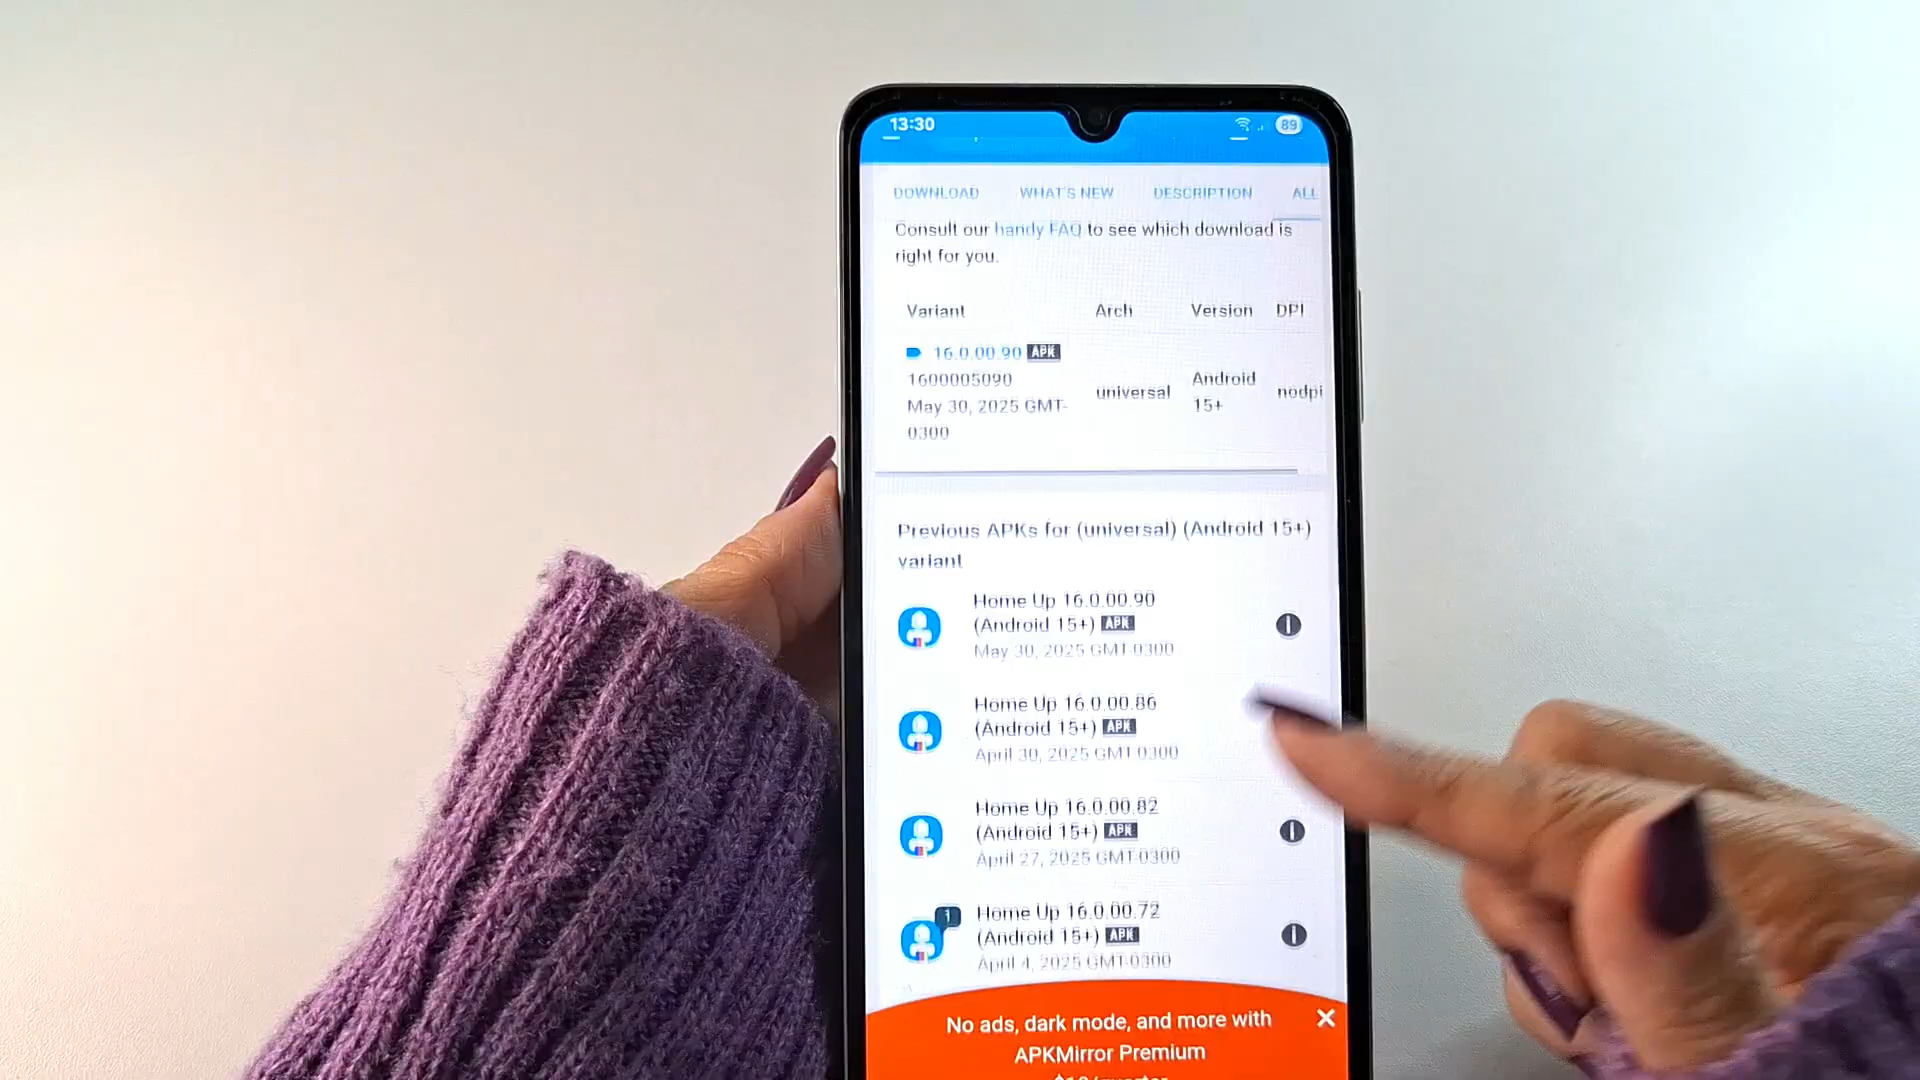 13:30
89
DOWNLOAD WHAT'S NEW DESCRIPTION ALL
Consult our handy FAQ to see which download is
right for you.
Variant Arch Version DPI
16.0.00.90 APK
1600005090
May 30, 2025 GMT-
0300
universal
Android
15+
nodpi
Previous APKs for (universal) (Android 15+)
variant
Home Up 16.0.00.90
(Android 15+) APK
May 30, 2025 GMT-0300
Home Up 16.0.00.86
(Android 15+) APK
April 30, 2025 GMT-0300
Home Up 16.0.00.82
(Android 15+) APK
April 27, 2025 GMT-0300
1
Home Up 16.0.00.72
(Android 15+) APK
April 4, 2025 GMT-0300
No ads, dark mode, and more with
APKMirror Premium